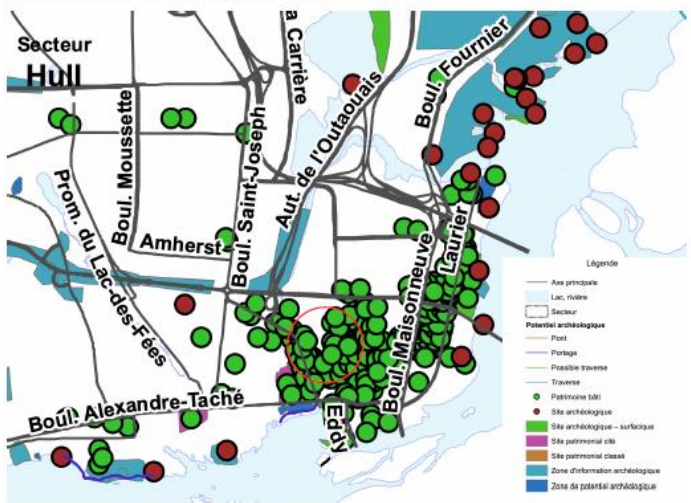 Secteur
Hull
a Carrière
Boul. Fournier
Aut. de l'Outaouais
Boul. Saint-Joseph
Boul. Moussette
Prom. du Lac-des-Fées
Amherst
Boul. Maisonneuve
Laurier
Boul. Alexandre-Taché
Eddy
Légende
Axe principale
Lac, rivière
Secteur
Potentiel archéologique
Pont
Portage
Possible traverse
Traverse
Patrimoine bâti
Site archéologique
Site archéologique – surfacique
Site patrimonial cité
Site patrimonial classé
Zone d'information archéologique
Zone de potentiel archéologique